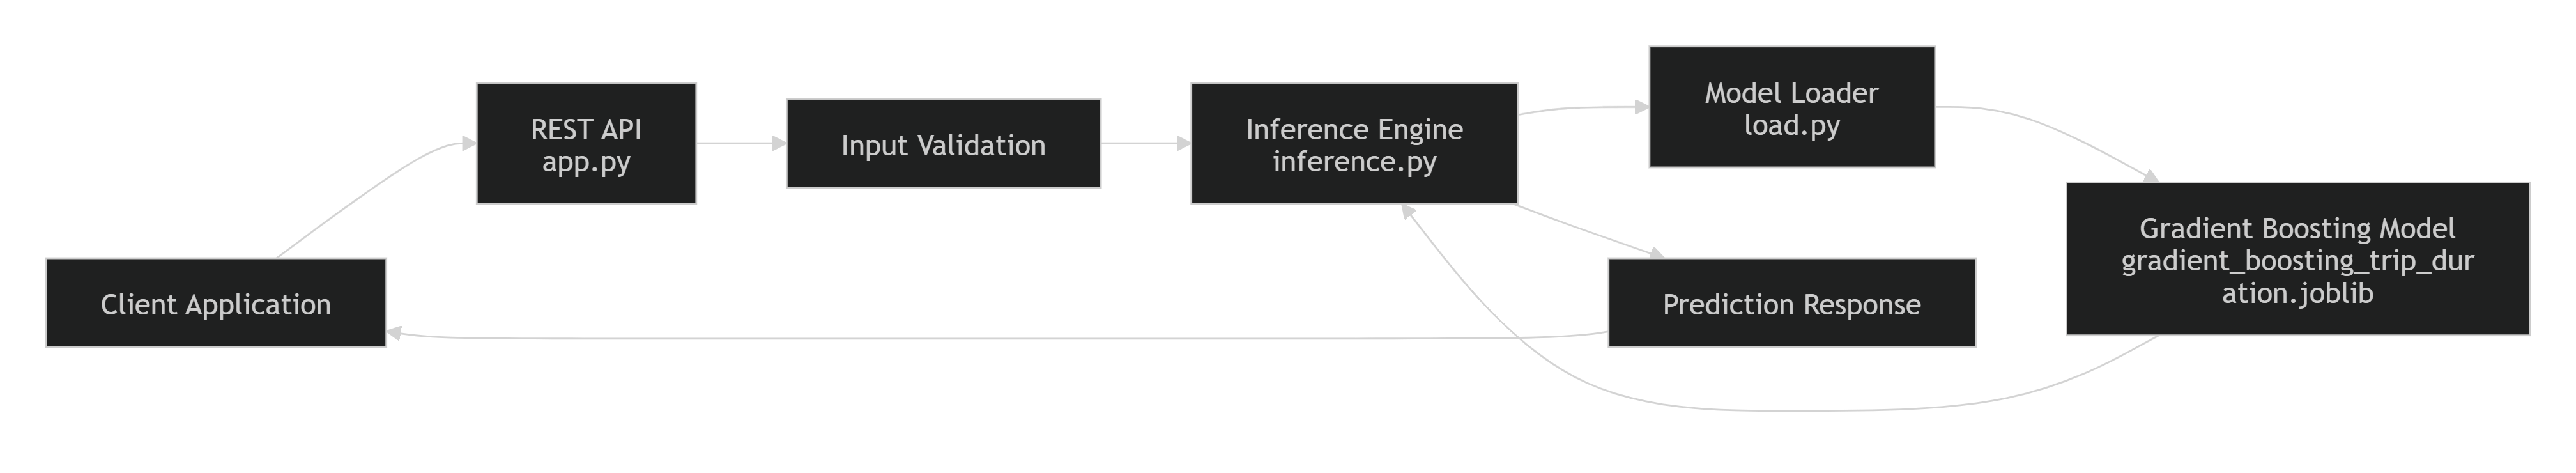 Client Application
REST API
app.py
Input Validation
Inference Engine
inference.py
Model Loader
load.py
Prediction Response
Gradient Boosting Model
gradient_boosting_trip_dur
ation.joblib